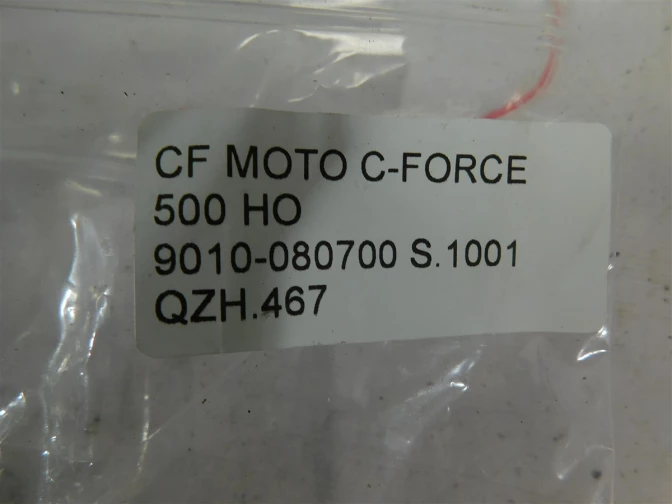 CF MOTO C-FORCE
500 HO
9010-080700 S.1001
QZH.467